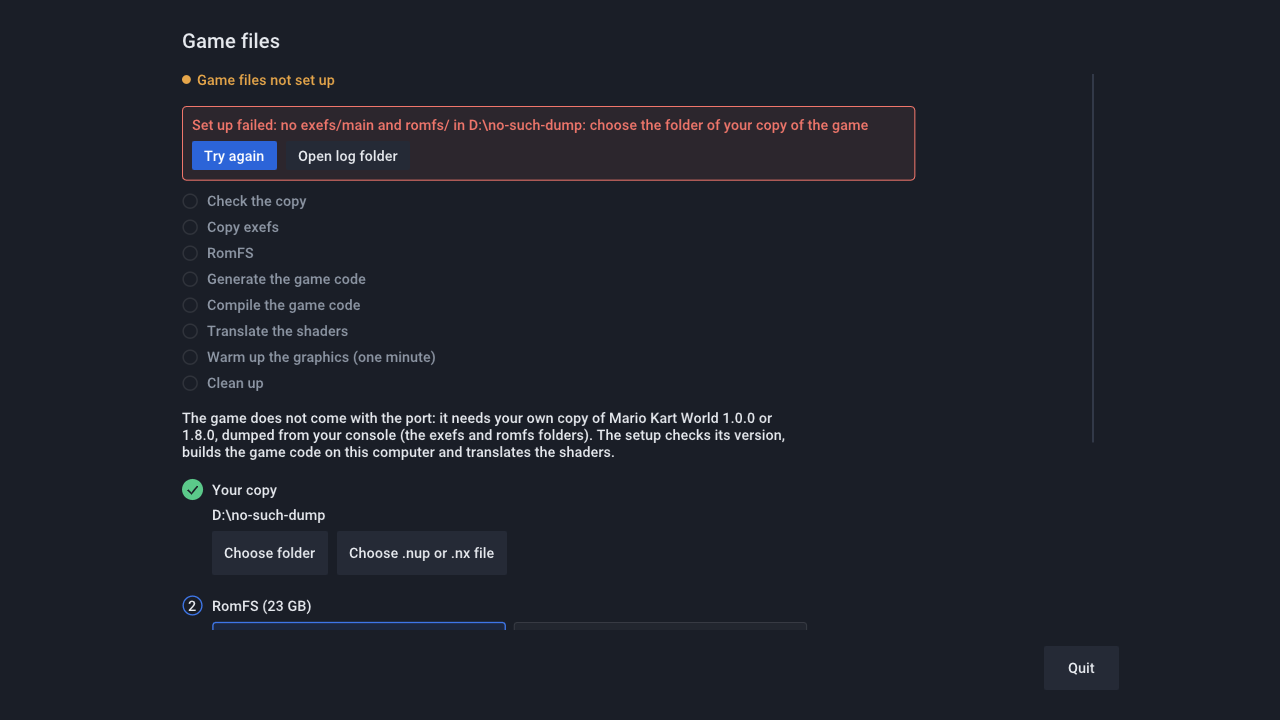 Game files
Game files not set up
Set up failed: no exefs/main and romfs/ in D:\no-such-dump: choose the folder of your copy of the game
Try again
Open log folder
Check the copy
Copy exefs
RomFS
Generate the game code
Compile the game code
Translate the shaders
Warm up the graphics (one minute)
Clean up
The game does not come with the port: it needs your own copy of Mario Kart World 1.0.0 or
1.8.0, dumped from your console (the exefs and romfs folders). The setup checks its version,
builds the game code on this computer and translates the shaders.
Your copy
D:\no-such-dump
Choose folder
Choose .nup or .nx file
2 RomFS (23 GB)
Quit